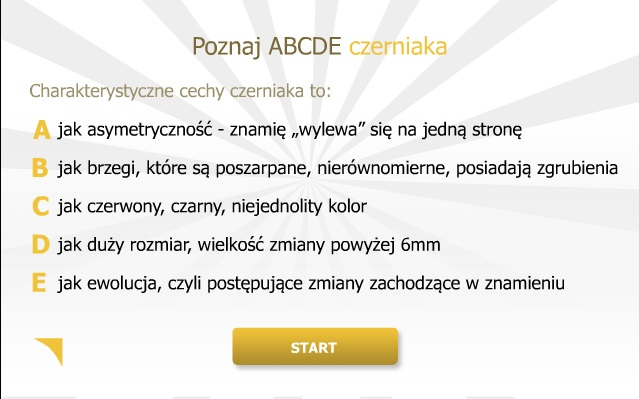 Poznaj ABCDE czerniaka
Charakterystyczne cechy czerniaka to:
A jak asymetryczność - znamię „wylewa” się na jedną stronę
B jak brzegi, które są poszarpane, nierównomierne, posiadają zgrubienia
C jak czerwony, czarny, niejednolity kolor
D jak duży rozmiar, wielkość zmiany powyżej 6mm
E jak ewolucja, czyli postępujące zmiany zachodzące w znamieniu
START